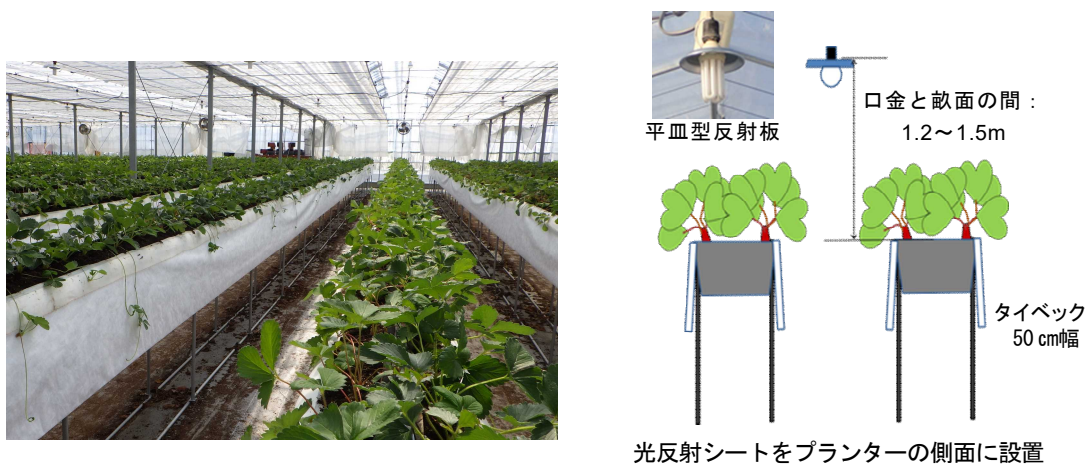 平皿型反射板
口金と畝面の間：
1.2～1.5m
タイベック
50 cm幅
光反射シートをプランターの側面に設置